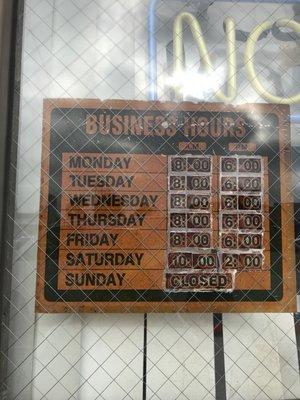 NO
BUSINESS HOURS
A.M. P.M.
MONDAY 8:00 6:00
TUESDAY 8:00 6:00
WEDNESDAY 8:00 6:00
THURSDAY 8:00 6:00
FRIDAY 8:00 6:00
SATURDAY 10:00 2:00
SUNDAY CLOSED